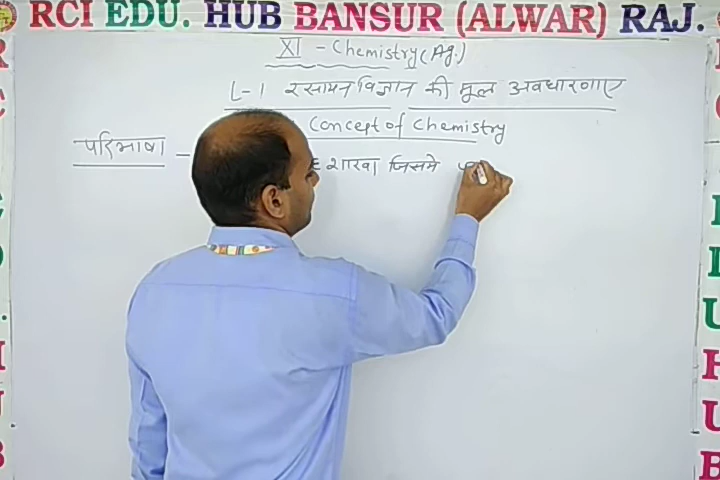 RCI EDU. HUB BANSUR (ALWAR) RAJ.
XI - Chemistry (Ag.)
L-1 रसायन विज्ञान की मूल अवधारणाए
Concept of Chemistry
परिभाषा - शाखा जिसमे